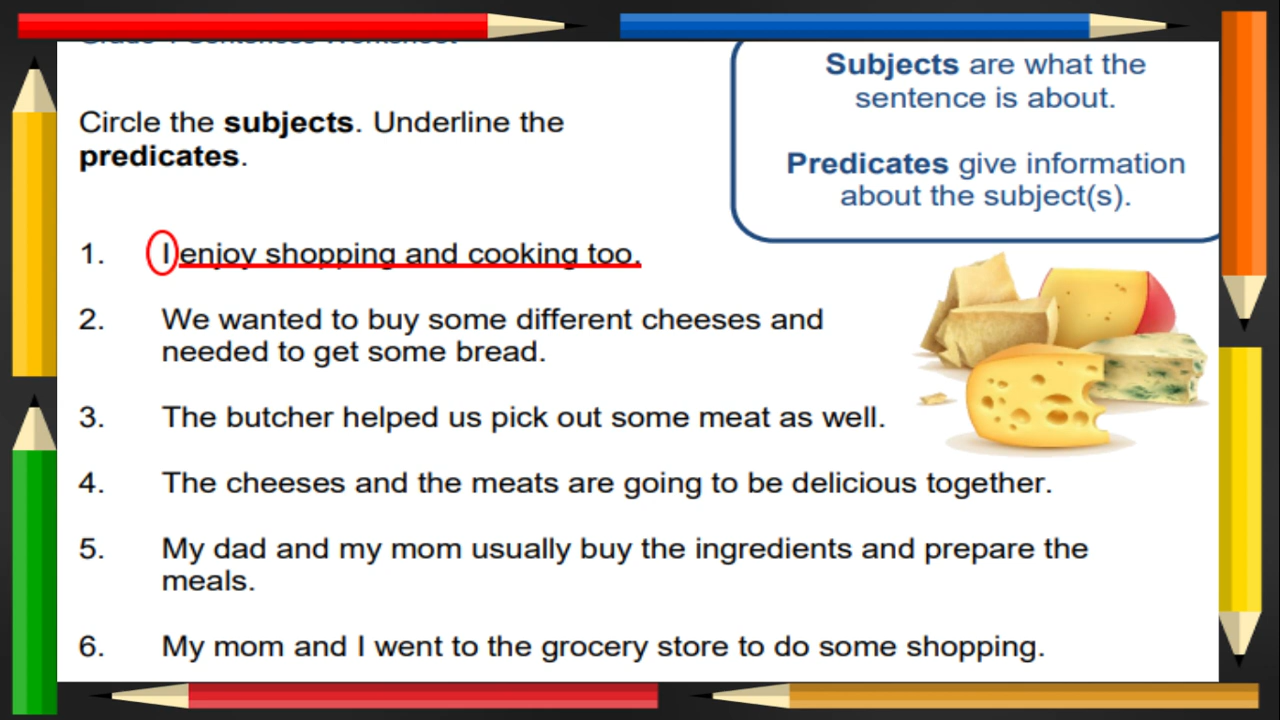 Circle the subjects. Underline the
predicates.
Subjects are what the
sentence is about.
Predicates give information
about the subject(s).
1. I enjoy shopping and cooking too.
2. We wanted to buy some different cheeses and
needed to get some bread.
3. The butcher helped us pick out some meat as well.
4. The cheeses and the meats are going to be delicious together.
5. My dad and my mom usually buy the ingredients and prepare the
meals.
6. My mom and I went to the grocery store to do some shopping.